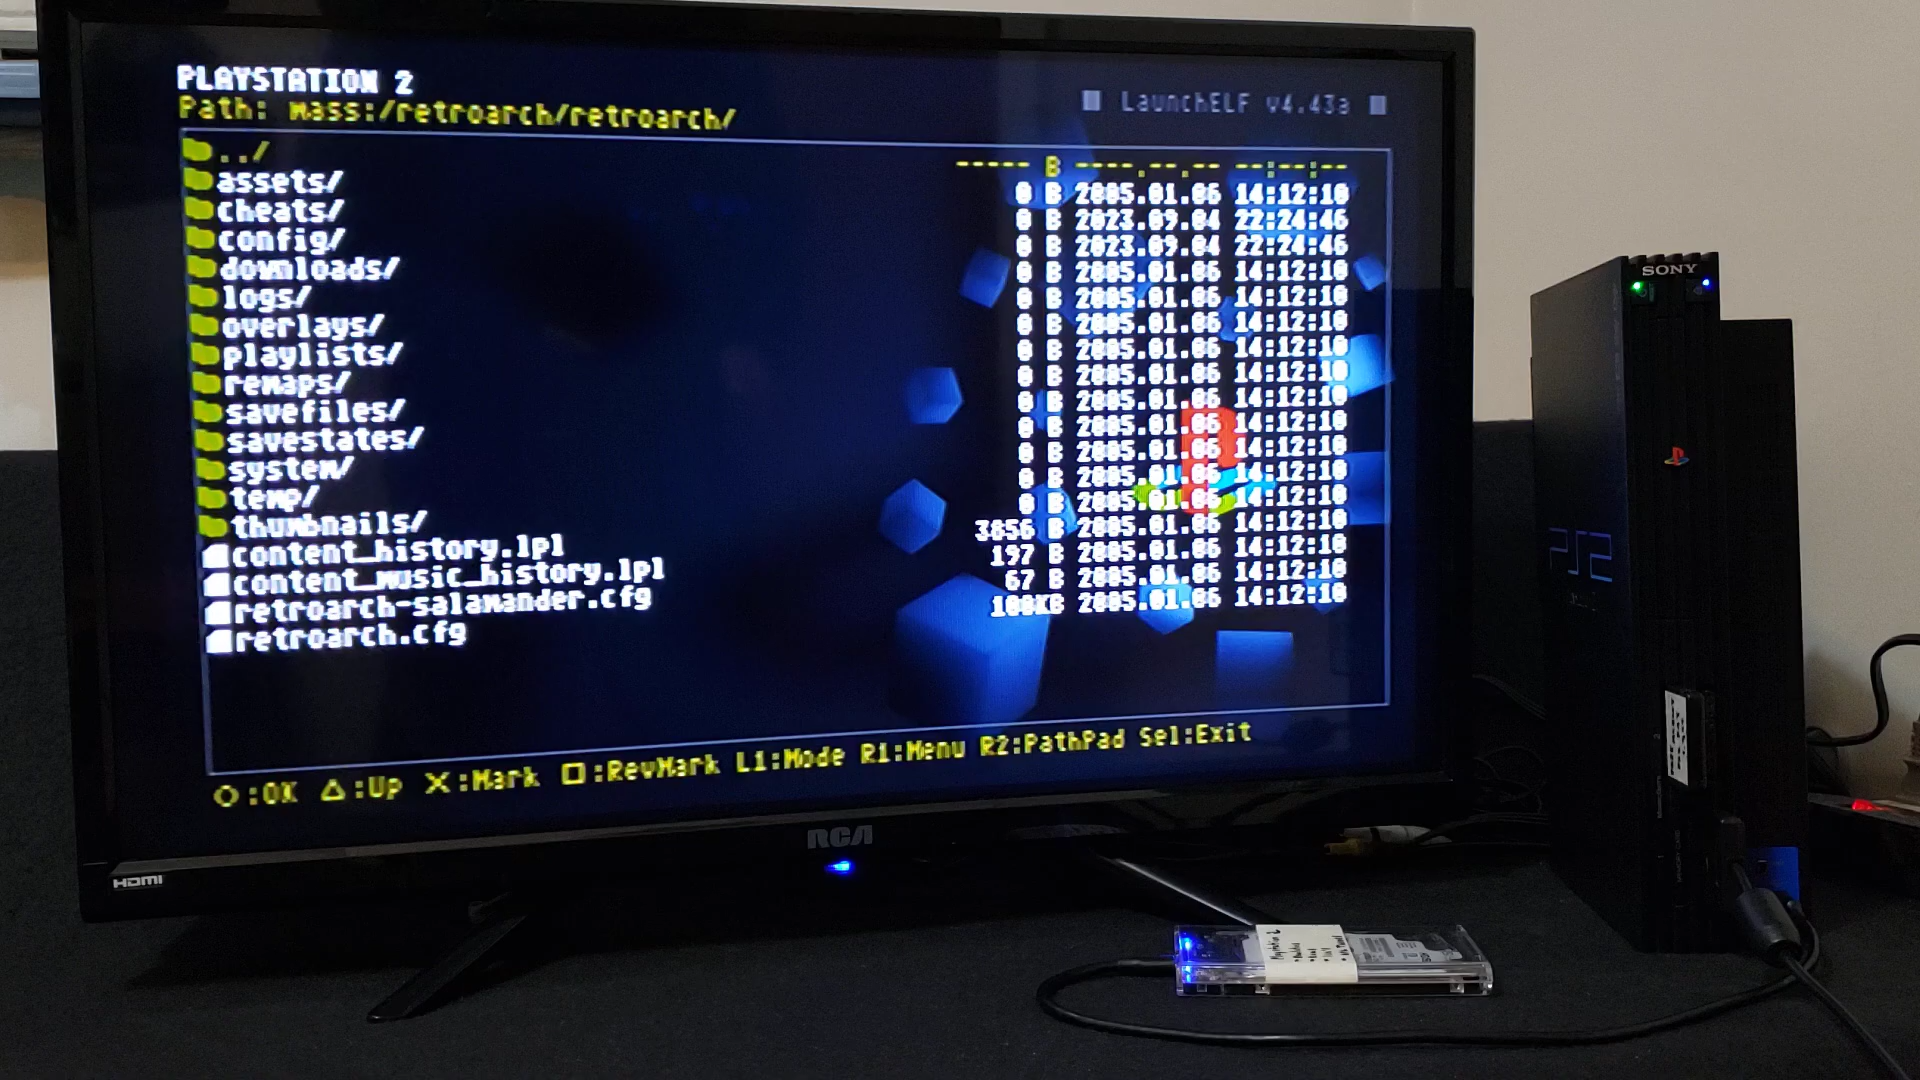 PLAYSTATION 2
LaunchELF v4.43a
Path: mass:/retroarch/retroarch/
../ ----- B ----.--.-- --:--:--
assets/ 0 B 2005.01.06 14:12:10
cheats/ 0 B 2023.09.04 22:24:46
config/ 0 B 2023.09.04 22:24:46
downloads/ 0 B 2005.01.06 14:12:10
logs/ 0 B 2005.01.06 14:12:10
overlays/ 0 B 2005.01.06 14:12:10
playlists/ 0 B 2005.01.06 14:12:10
remaps/ 0 B 2005.01.06 14:12:10
savefiles/ 0 B 2005.01.06 14:12:10
savestates/ 0 B 2005.01.06 14:12:10
system/ 0 B 2005.01.06 14:12:10
temp/ 0 B 2005.01.06 14:12:10
thumbnails/ 0 B 2005.01.06 14:12:10
content_history.lpl 3856 B 2005.01.06 14:12:10
content_music_history.lpl 197 B 2005.01.06 14:12:10
retroarch-salamander.cfg 67 B 2005.01.06 14:12:10
retroarch.cfg 100KB 2005.01.06 14:12:10
○:OK △:Up X:Mark □:RevMark L1:Mode R1:Menu R2:PathPad Sel:Exit
RCA
HDMI
SONY
PS2